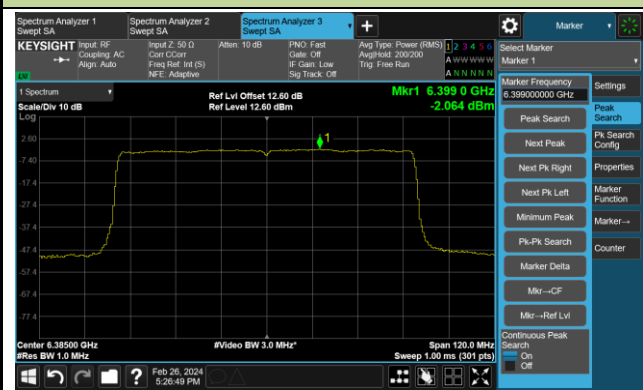 Spectrum Analyzer 1
Swept SA
Spectrum Analyzer 2
Swept SA
Spectrum Analyzer 3
Swept SA
+
Marker
KEYSIGHT
Input: RF
Coupling: AC
Align: Auto
Input Z: 50 Ω
Corr CCorr
Freq Ref: Int (S)
NFE: Adaptive
Atten: 10 dB
PNO: Fast
Gate: Off
IF Gain: Low
Sig Track: Off
Avg Type: Power (RMS)
Avg|Hold: 200/200
Trig: Free Run
1 2 3 4 5 6
A W W W W W
A N N N N N
LVI
Select Marker
Marker 1
1 Spectrum
Scale/Div 10 dB
Log
Ref Lvl Offset 12.60 dB
Ref Level 12.60 dBm
Mkr1 6.399 0 GHz
-2.064 dBm
1
2.60
-7.40
-17.4
-27.4
-37.4
-47.4
-57.4
-67.4
-77.4
Center 6.38500 GHz
#Res BW 1.0 MHz
#Video BW 3.0 MHz*
Span 120.0 MHz
Sweep 1.00 ms (301 pts)
Marker Frequency
6.399000000 GHz
Peak Search
Next Peak
Next Pk Right
Next Pk Left
Minimum Peak
Pk-Pk Search
Marker Delta
Mkr→CF
Mkr→Ref Lvl
Continuous Peak
Search
On
Off
Settings
Peak
Search
Pk Search
Config
Properties
Marker
Function
Marker→
Counter
?
Feb 26, 2024
5:26:49 PM